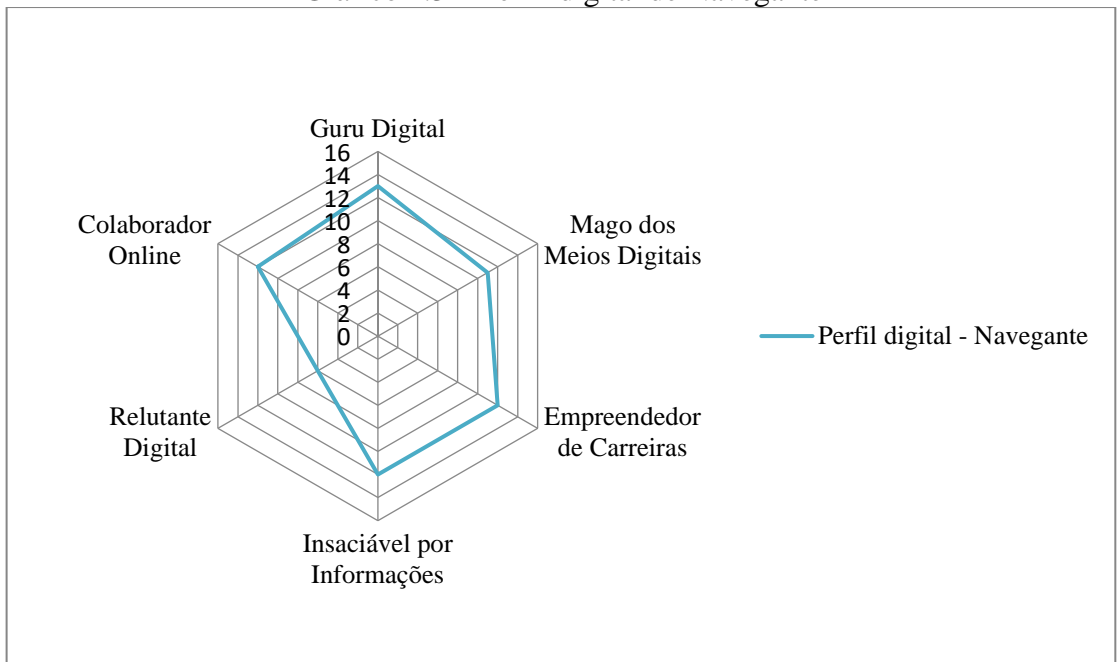 Guru Digital
16
14
12
10
8
6
4
2
0
Mago dos
Meios Digitais
Empreendedor
de Carreiras
Insaciável por
Informações
Relutante
Digital
Colaborador
Online
Perfil digital - Navegante